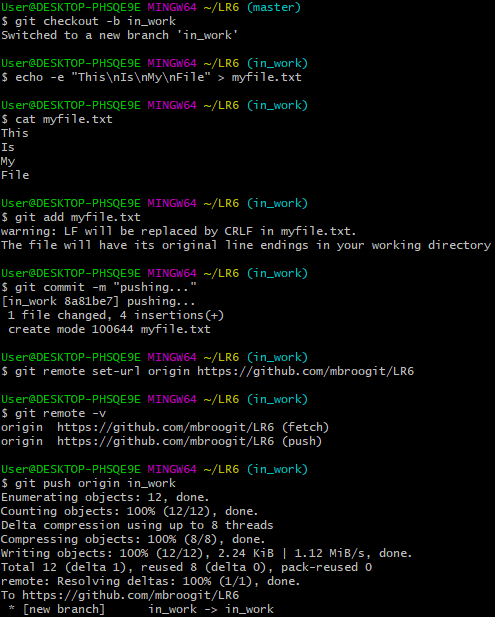 User@DESKTOP-PHSQE9E MINGW64 ~/LR6 (master)
$ git checkout -b in_work
Switched to a new branch 'in_work'
User@DESKTOP-PHSQE9E MINGW64 ~/LR6 (in_work)
$ echo -e "This\nIs\nMy\nFile" > myfile.txt
User@DESKTOP-PHSQE9E MINGW64 ~/LR6 (in_work)
$ cat myfile.txt
This
Is
My
File
User@DESKTOP-PHSQE9E MINGW64 ~/LR6 (in_work)
$ git add myfile.txt
warning: LF will be replaced by CRLF in myfile.txt.
The file will have its original line endings in your working directory
User@DESKTOP-PHSQE9E MINGW64 ~/LR6 (in_work)
$ git commit -m "pushing..."
[in_work 8a81be7] pushing...
 1 file changed, 4 insertions(+)
 create mode 100644 myfile.txt
User@DESKTOP-PHSQE9E MINGW64 ~/LR6 (in_work)
$ git remote set-url origin https://github.com/mbroogit/LR6
User@DESKTOP-PHSQE9E MINGW64 ~/LR6 (in_work)
$ git remote -v
origin  https://github.com/mbroogit/LR6 (fetch)
origin  https://github.com/mbroogit/LR6 (push)
User@DESKTOP-PHSQE9E MINGW64 ~/LR6 (in_work)
$ git push origin in_work
Enumerating objects: 12, done.
Counting objects: 100% (12/12), done.
Delta compression using up to 8 threads
Compressing objects: 100% (8/8), done.
Writing objects: 100% (12/12), 2.24 KiB | 1.12 MiB/s, done.
Total 12 (delta 1), reused 8 (delta 0), pack-reused 0
remote: Resolving deltas: 100% (1/1), done.
To https://github.com/mbroogit/LR6
 * [new branch]      in_work -> in_work